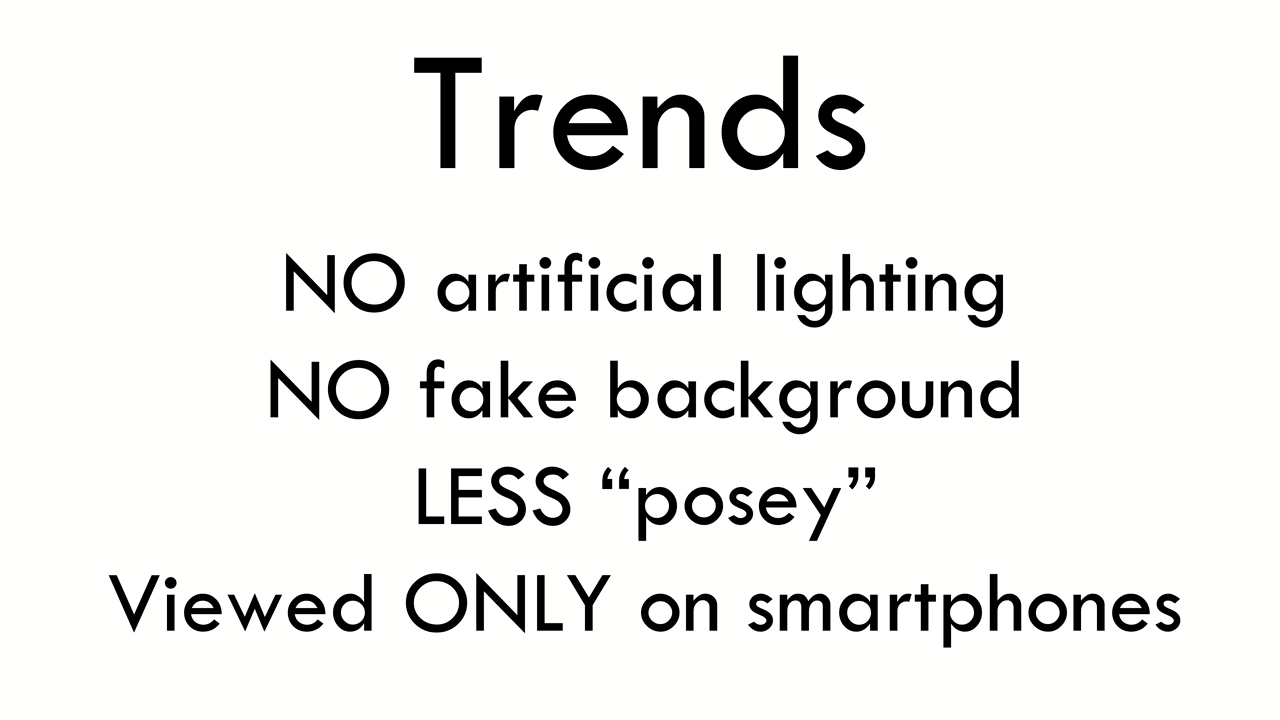 Trends
NO artificial lighting
NO fake background
LESS “posey”
Viewed ONLY on smartphones